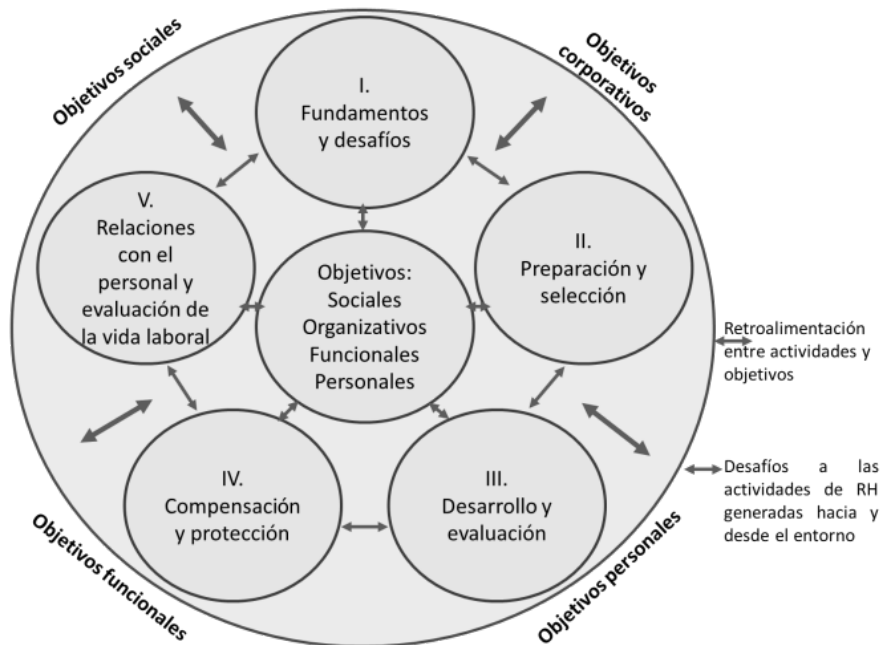 Objetivos sociales
Objetivos
corporativos
I.
Fundamentos
y desafíos
V.
Relaciones
con el
personal y
evaluación de
la vida laboral
II.
Preparación y
selección
Objetivos:
Sociales
Organizativos
Funcionales
Personales
Retroalimentación
entre actividades y
objetivos
IV.
Compensación
y protección
III.
Desarrollo y
evaluación
Desafíos a las
actividades de RH
generadas hacia y
desde el entorno
Objetivos funcionales
Objetivos personales